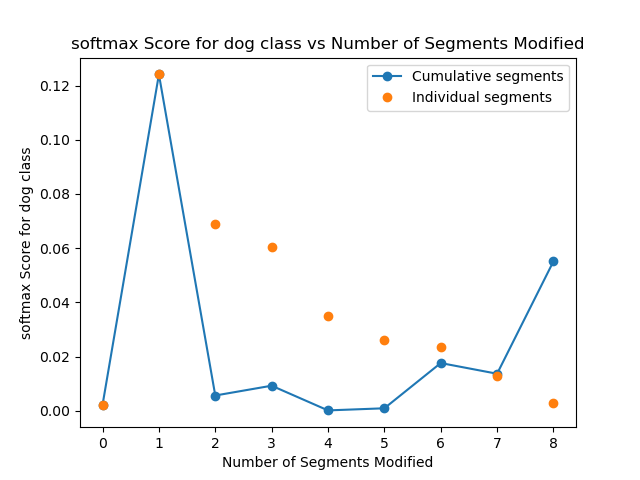 softmax Score for dog class vs Number of Segments Modified
Cumulative segments
Individual segments
0.12
0.10
0.08
0.06
0.04
0.02
0.00
softmax Score for dog class
0 1 2 3 4 5 6 7 8
Number of Segments Modified